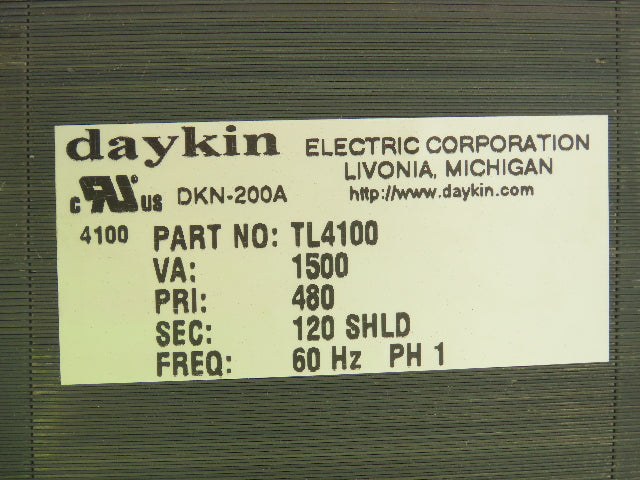 daykin ELECTRIC CORPORATION
LIVONIA, MICHIGAN
c RU US DKN-200A http://www.daykin.com
4100 PART NO: TL4100
VA: 1500
PRI: 480
SEC: 120 SHLD
FREQ: 60 Hz PH 1